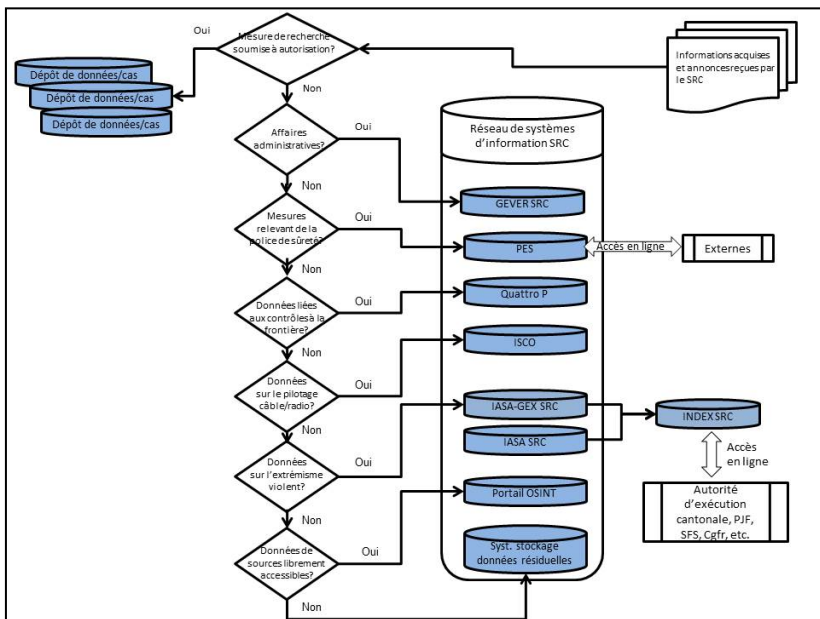 Oui
Mesure de recherche
soumise à autorisation?
Informations acquises
et annonces reçues par
le SRC
Dépôt de données/cas
Dépôt de données/cas
Dépôt de données/cas
Non
Affaires
administratives?
Oui
Réseau de systèmes
d'information SRC
Non
GEVER SRC
Mesures
relevant de la
police de sûreté?
Oui
PES
Accès en ligne
Externes
Non
Données liées
aux contrôles à la
frontière?
Oui
Quattro P
ISCO
Non
Données
sur le pilotage
câble/radio?
Oui
IASA-GEX SRC
INDEX SRC
Non
IASA SRC
Accès
en ligne
Données
sur l'extrémisme
violent?
Oui
Portail OSINT
Autorité
d'exécution
cantonale, PJF,
SFS, Cgfr, etc.
Non
Données de
sources librement
accessibles?
Oui
Syst. stockage
données résiduelles
Non